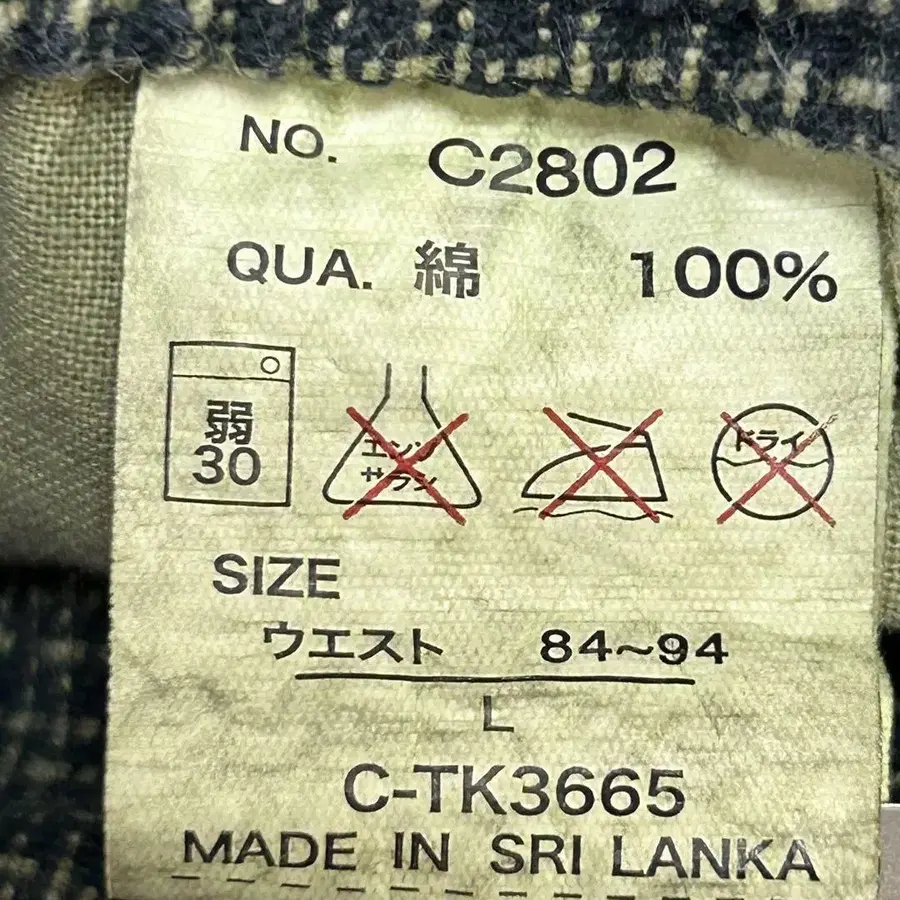 NO. C2802
QUA. 綿 100%
弱
30
エンソ
サラシ
ドライ
SIZE
ウエスト 84~94
L
C-TK3665
MADE IN SRI LANKA